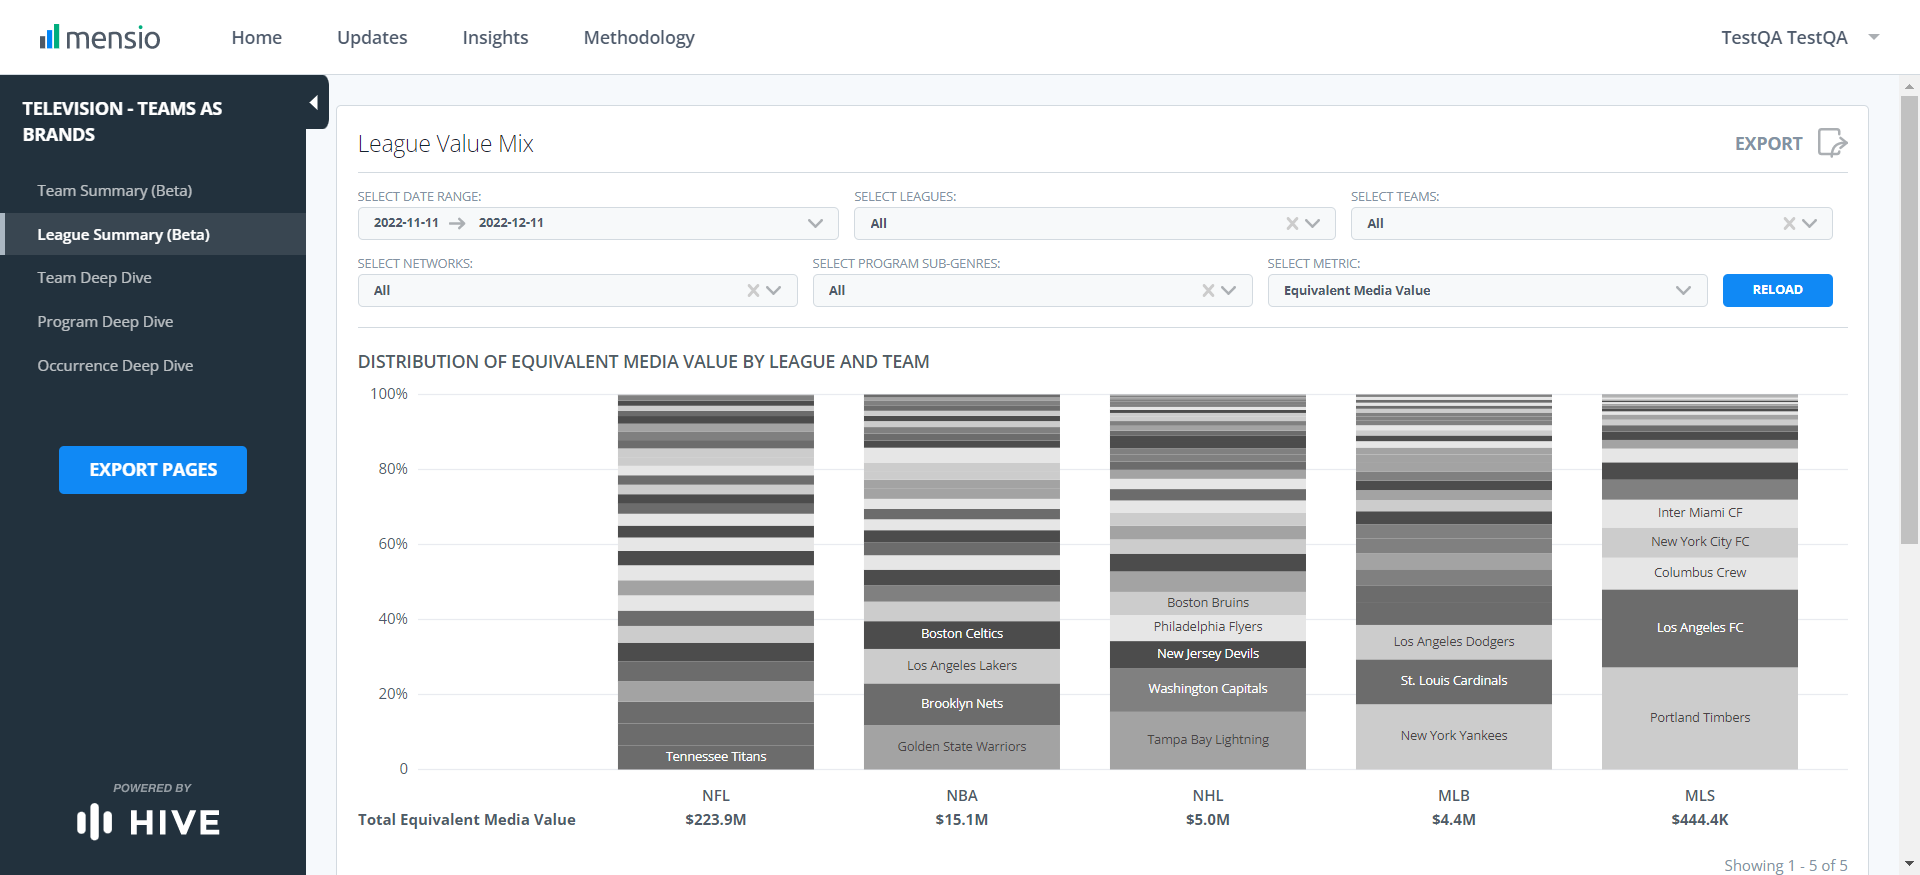 mensio
Home
Updates
Insights
Methodology
TestQA TestQA
TELEVISION - TEAMS AS
BRANDS
Team Summary (Beta)
League Summary (Beta)
Team Deep Dive
Program Deep Dive
Occurrence Deep Dive
EXPORT PAGES
POWERED BY
HIVE
League Value Mix
EXPORT
SELECT DATE RANGE:
2022-11-11
2022-12-11
SELECT LEAGUES:
All
SELECT TEAMS:
All
SELECT NETWORKS:
All
SELECT PROGRAM SUB-GENRES:
All
SELECT METRIC:
Equivalent Media Value
RELOAD
DISTRIBUTION OF EQUIVALENT MEDIA VALUE BY LEAGUE AND TEAM
100%
80%
60%
40%
20%
0
Tennessee Titans
Boston Celtics
Los Angeles Lakers
Brooklyn Nets
Golden State Warriors
Boston Bruins
Philadelphia Flyers
New Jersey Devils
Washington Capitals
Tampa Bay Lightning
Los Angeles Dodgers
St. Louis Cardinals
New York Yankees
Inter Miami CF
New York City FC
Columbus Crew
Los Angeles FC
Portland Timbers
NFL
NBA
NHL
MLB
MLS
Total Equivalent Media Value
$223.9M
$15.1M
$5.0M
$4.4M
$444.4K
Showing 1 - 5 of 5